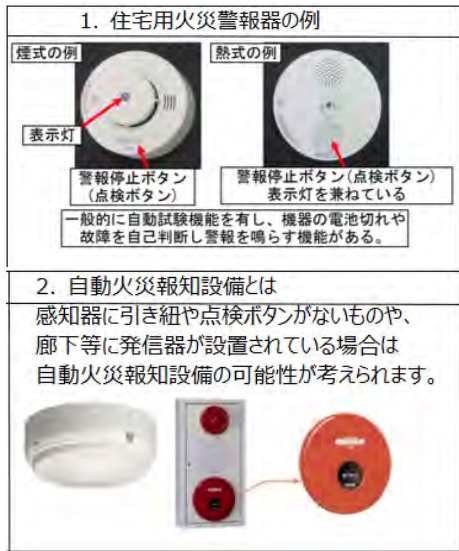 1. 住宅用火災警報器の例
煙式の例
熱式の例
表示灯
警報停止ボタン
(点検ボタン)
警報停止ボタン(点検ボタン)
表示灯を兼ねている
一般的に自動試験機能を有し、機器の電池切れや
故障を自己判断し警報を鳴らす機能がある。
2. 自動火災報知設備とは
感知器に引き紐や点検ボタンがないものや、
廊下等に発信器が設置されている場合は
自動火災報知設備の可能性が考えられます。